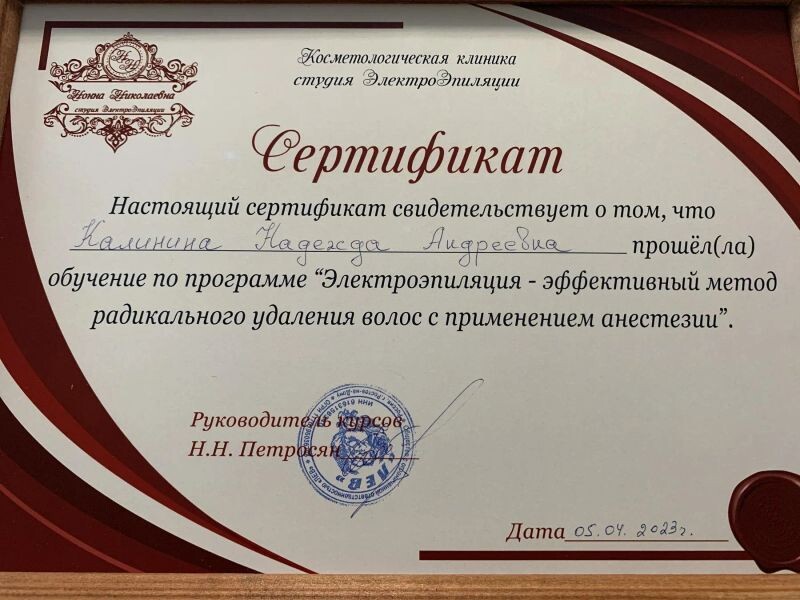 Нонна Николаевна
студия ЭлектроЭпиляции
Косметологическая клиника
студия ЭлектроЭпиляции
Сертификат
Настоящий сертификат свидетельствует о том, что
Калинина Надежда Андреевна прошёл(ла)
обучение по программе “Электроэпиляция - эффективный метод
радикального удаления волос с применением анестезии”.
Руководитель курсов
Н.Н. Петросян
ЛЕВ"
Дата 05.04.2023г.